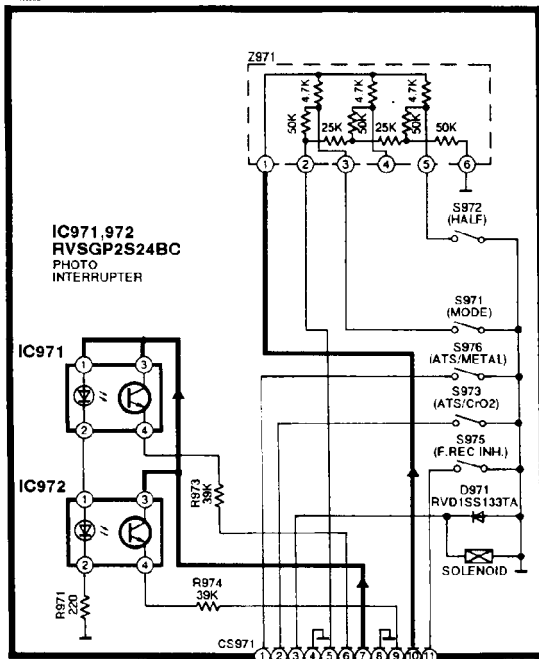 Z971
4.7K
4.7K
4.7K
50K
50K
50K
25K
25K
50K
1 2 3 4 5 6
IC971,972
RVSGP2S24BC
PHOTO
INTERRUPTER
S972
(HALF)
S971
(MODE)
S976
(ATS/METAL)
S973
(ATS/CrO2)
S975
(F.REC INH.)
D971
RVD1SS133TA
SOLENOID
IC971
1 3
2 4
IC972
1 3
2 4
R973
39K
R974
39K
R971
220
CS971
1 2 3 4 5 6 7 8 9 10 11